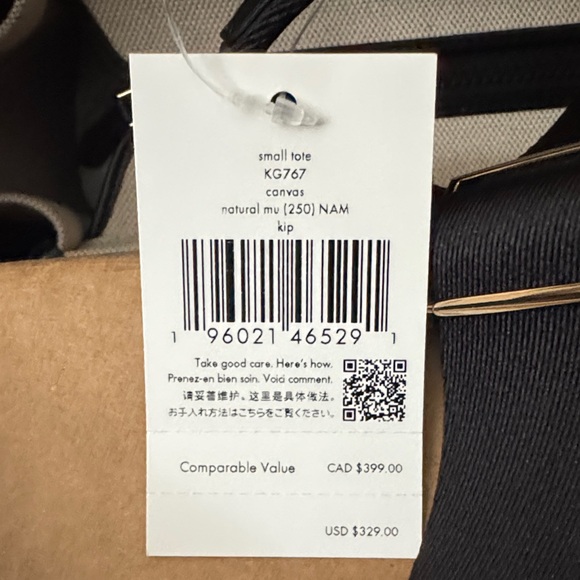 small tote
KG767
canvas
natural mu (250) NAM
kip
1 96021 46529 1
Take good care. Here's how.
Prenez-en bien soin. Voici comment.
请妥善维护。这里是具体做法。
お手入れ方法はこちらをご覧ください。
Comparable Value CAD $399.00
USD $329.00